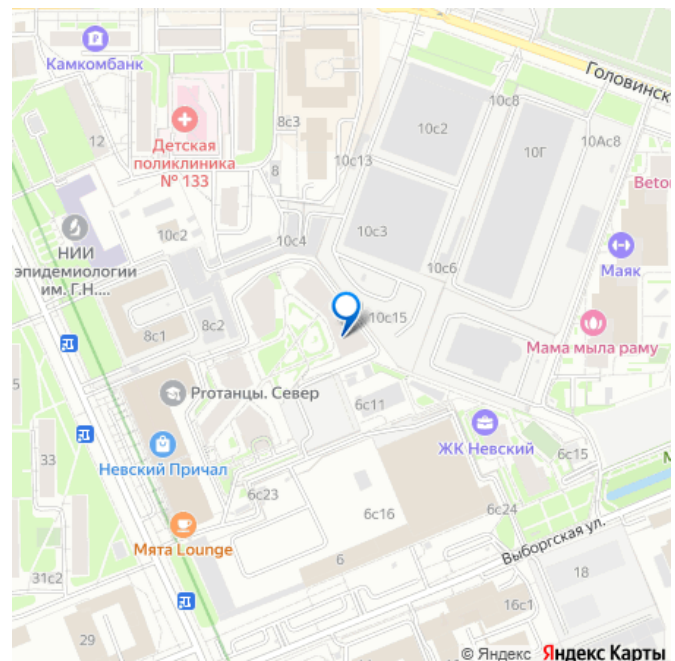 Камкомбанк
Головинск
8с3
10с8
Детская
поликлиника
№ 133
12
10с2
10Ас8
10с13
10Г
8
Beto
НИИ
эпидемиологии
им. Г.Н....
10с2
10с4
10с3
10с6
Маяк
8с1
8с2
10с15
Мама мыла раму
Proтанцы. Север
6с11
ЖК Невский
6с15
М
33
Невский Причал
6с23
6с16
6с24
Мята Lounge
6
Выборгская ул.
31с2
18
16с1
29
© Яндекс Яндекс Карты